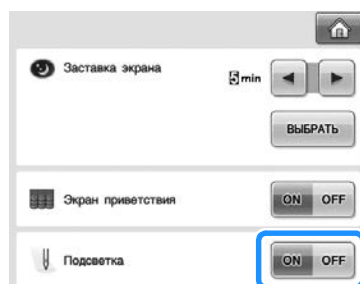 Заставка экрана 5 min
ВЫБРАТЬ
Экран приветствия ON OFF
Подсветка ON OFF